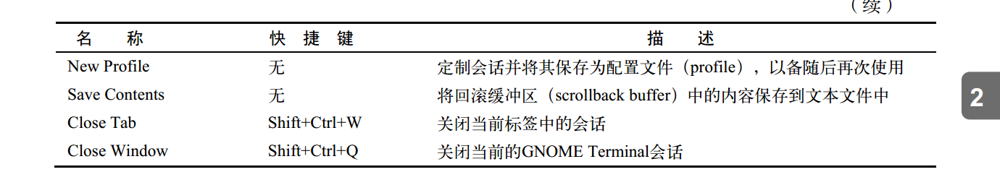 （续）
名　　称　快　捷　键　描　　述
New Profile 无 定制会话并将其保存为配置文件（profile），以备随后再次使用
Save Contents 无 将回滚缓冲区（scrollback buffer）中的内容保存到文本文件中
2
Close Tab Shift+Ctrl+W 关闭当前标签中的会话
Close Window Shift+Ctrl+Q 关闭当前的GNOME Terminal会话